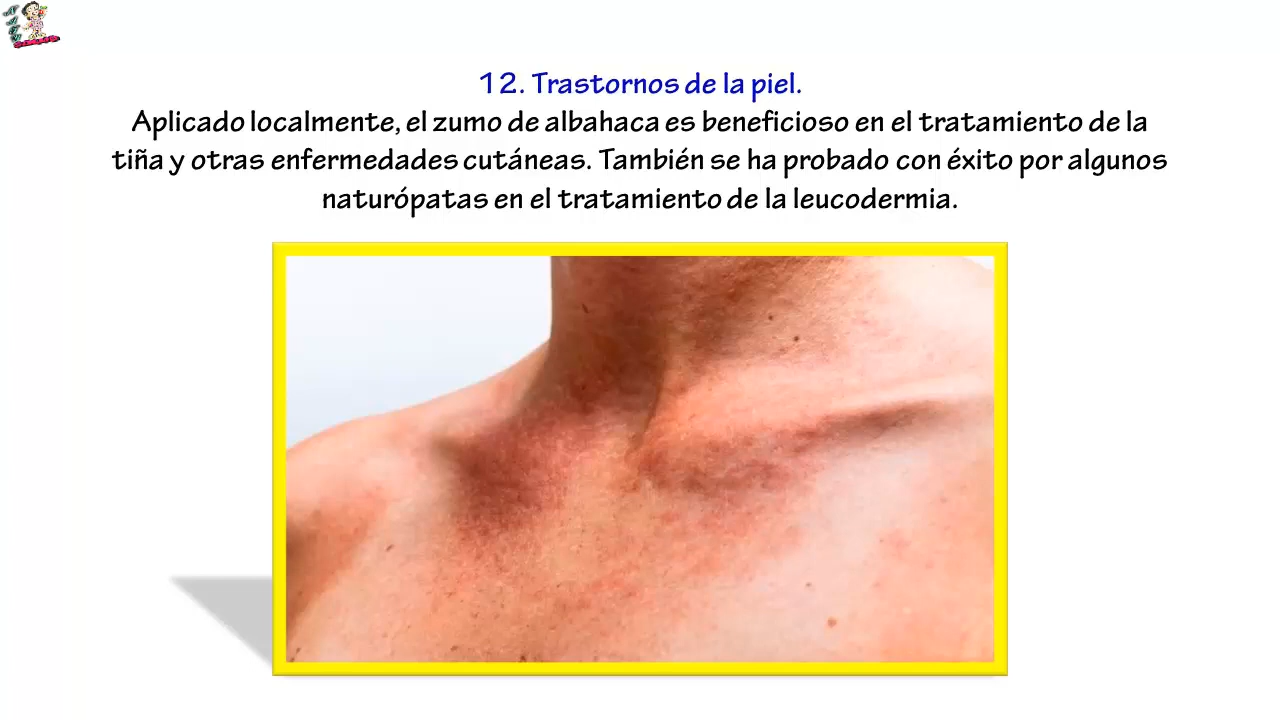 12. Trastornos de la piel.
Aplicado localmente, el zumo de albahaca es beneficioso en el tratamiento de la
tiña y otras enfermedades cutáneas. También se ha probado con éxito por algunos
naturópatas en el tratamiento de la leucodermia.